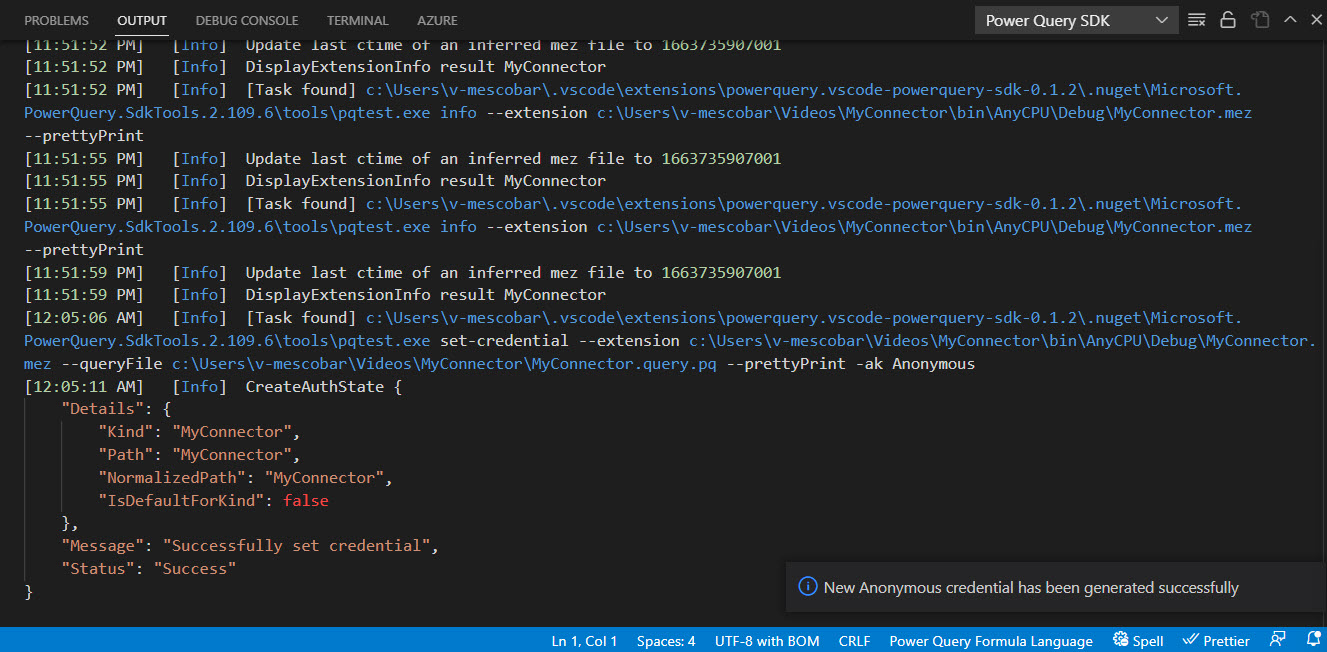 PROBLEMS OUTPUT DEBUG CONSOLE TERMINAL AZURE Power Query SDK
[11:51:52 PM] [Info] Update last ctime of an inferred mez file to 1663735907001
[11:51:52 PM] [Info] DisplayExtensionInfo result MyConnector
[11:51:52 PM] [Info] [Task found] c:\Users\v-mescobar\.vscode\extensions\powerquery.vscode-powerquery-sdk-0.1.2\.nuget\Microsoft.
PowerQuery.SdkTools.2.109.6\tools\pqtest.exe info --extension c:\Users\v-mescobar\Videos\MyConnector\bin\AnyCPU\Debug\MyConnector.mez
--prettyPrint
[11:51:55 PM] [Info] Update last ctime of an inferred mez file to 1663735907001
[11:51:55 PM] [Info] DisplayExtensionInfo result MyConnector
[11:51:55 PM] [Info] [Task found] c:\Users\v-mescobar\.vscode\extensions\powerquery.vscode-powerquery-sdk-0.1.2\.nuget\Microsoft.
PowerQuery.SdkTools.2.109.6\tools\pqtest.exe info --extension c:\Users\v-mescobar\Videos\MyConnector\bin\AnyCPU\Debug\MyConnector.mez
--prettyPrint
[11:51:59 PM] [Info] Update last ctime of an inferred mez file to 1663735907001
[11:51:59 PM] [Info] DisplayExtensionInfo result MyConnector
[12:05:06 AM] [Info] [Task found] c:\Users\v-mescobar\.vscode\extensions\powerquery.vscode-powerquery-sdk-0.1.2\.nuget\Microsoft.
PowerQuery.SdkTools.2.109.6\tools\pqtest.exe set-credential --extension c:\Users\v-mescobar\Videos\MyConnector\bin\AnyCPU\Debug\MyConnector.
mez --queryFile c:\Users\v-mescobar\Videos\MyConnector\MyConnector.query.pq --prettyPrint -ak Anonymous
[12:05:11 AM] [Info] CreateAuthState {
"Details": {
"Kind": "MyConnector",
"Path": "MyConnector",
"NormalizedPath": "MyConnector",
"IsDefaultForKind": false
},
"Message": "Successfully set credential",
"Status": "Success"
}
New Anonymous credential has been generated successfully
Ln 1, Col 1 Spaces: 4 UTF-8 with BOM CRLF Power Query Formula Language Spell Prettier